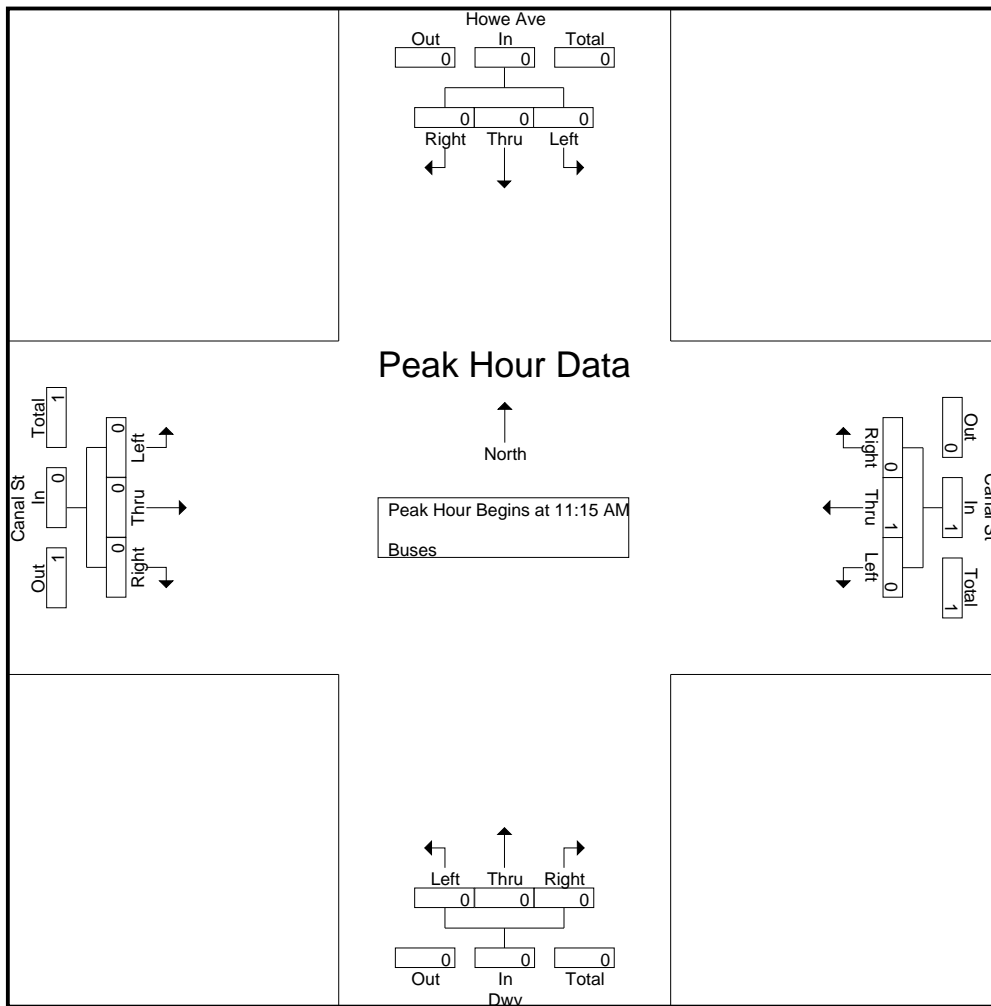 Howe Ave
Out In Total
0 0 0
0 0 0
Right Thru Left
Peak Hour Data
North
Peak Hour Begins at 11:15 AM
Buses
Canal St
Total In Out
1 0 1
0 0 0
Left Thru Right
Right Thru Left
0 1 0
Out In Total
0 1 1
Canal St
Left Thru Right
0 0 0
0 0 0
Out In Total
Dwy